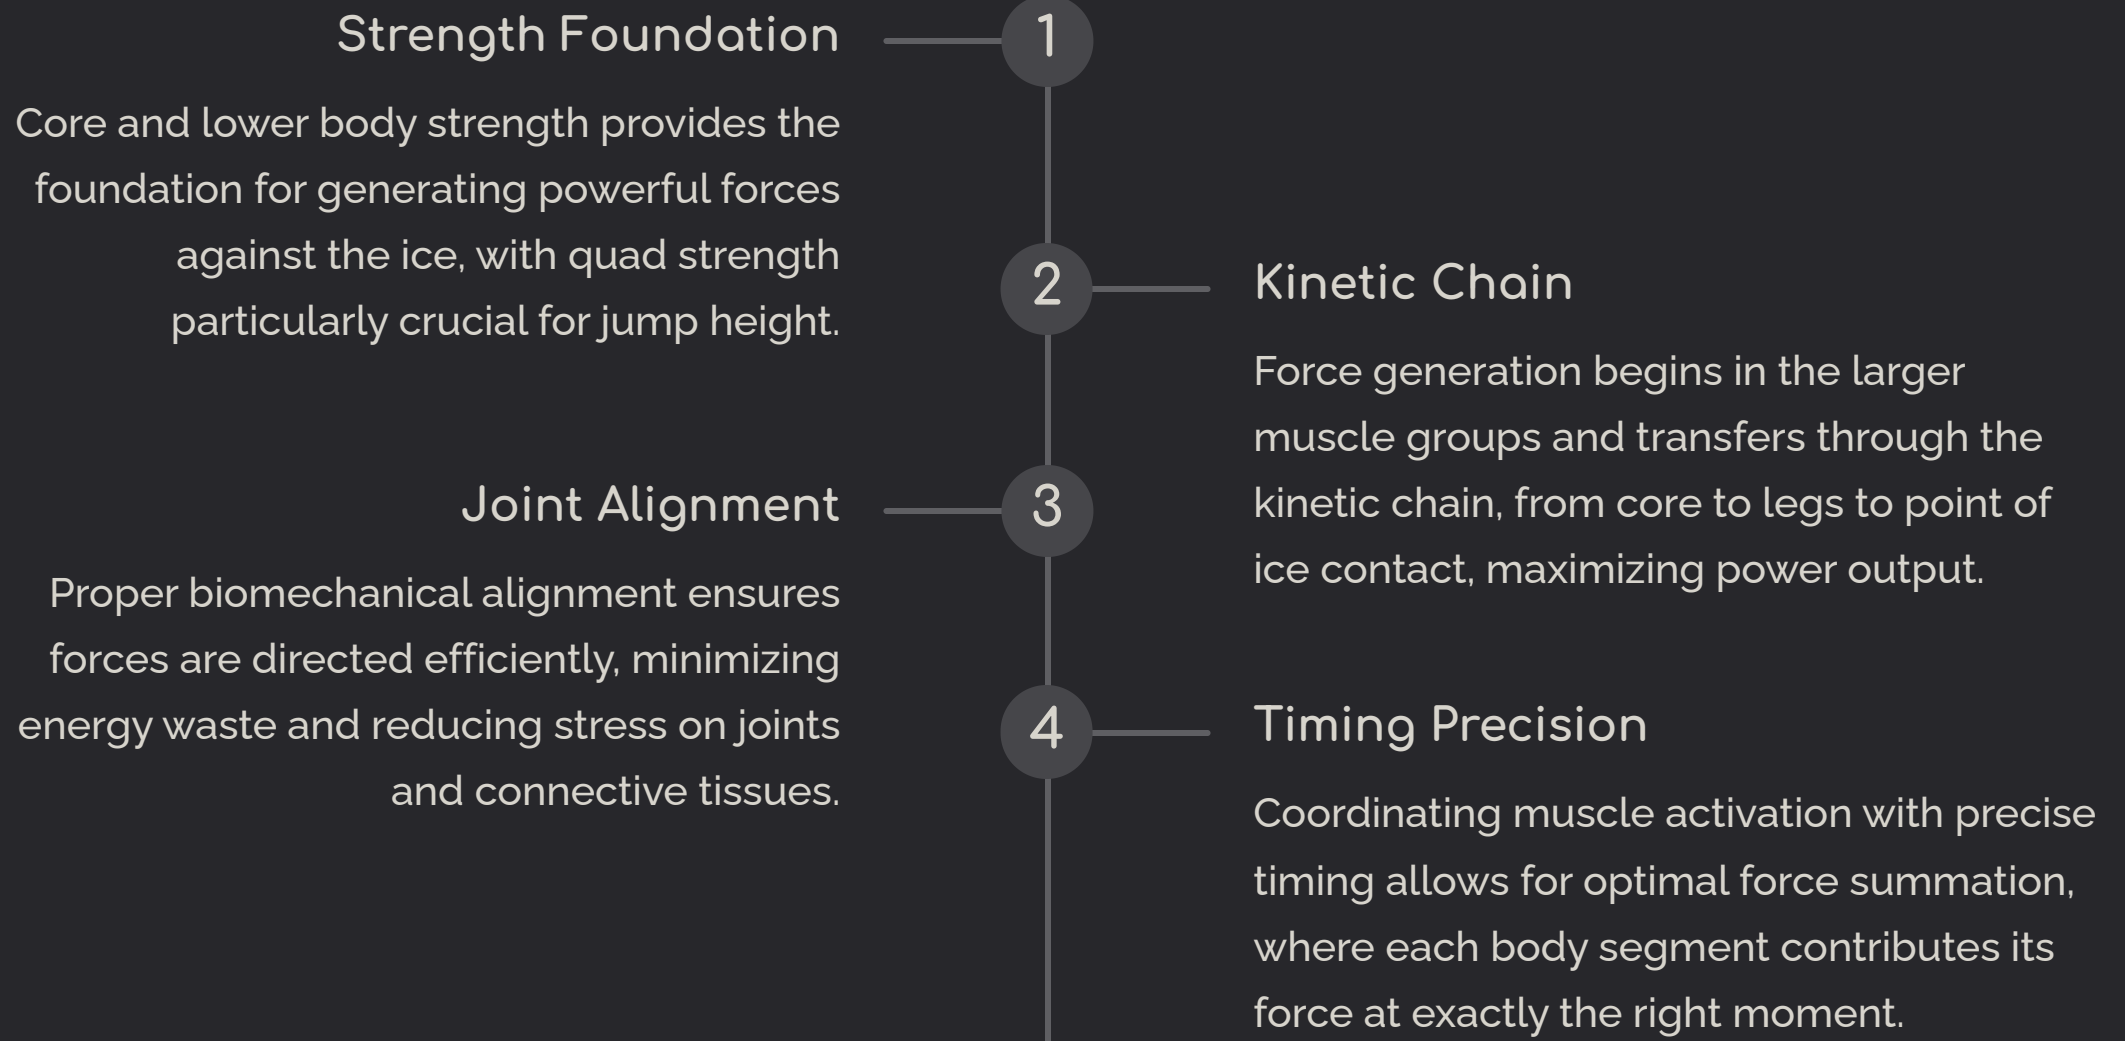 Strength Foundation
1
Core and lower body strength provides the
foundation for generating powerful forces
against the ice, with quad strength
particularly crucial for jump height.
2
Kinetic Chain
Force generation begins in the larger
muscle groups and transfers through the
kinetic chain, from core to legs to point of
ice contact, maximizing power output.
Joint Alignment
3
Proper biomechanical alignment ensures
forces are directed efficiently, minimizing
energy waste and reducing stress on joints
and connective tissues.
4
Timing Precision
Coordinating muscle activation with precise
timing allows for optimal force summation,
where each body segment contributes its
force at exactly the right moment.